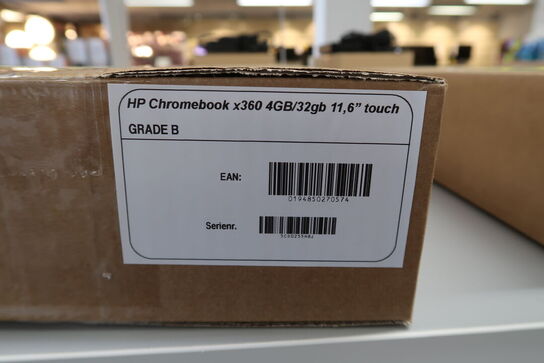 HP Chromebook x360 4GB/32gb 11,6” touch
GRADE B
EAN:
0194850270574
Serienr.